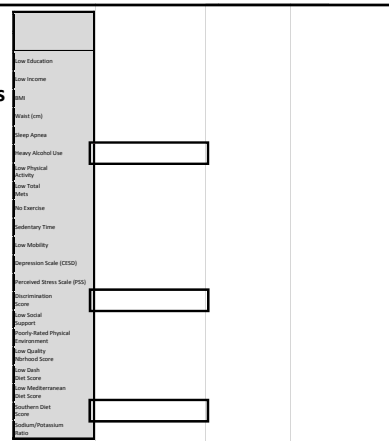 Low Education
Low Income
s
BMI
Waist (cm)
Sleep Apnea
Heavy Alcohol Use
Low Physical
Activity
Low Total
Mets
No Exercise
Sedentary Time
Low Mobility
Depression Scale (CESD)
Perceived Stress Scale (PSS)
Discrimination
Score
Low Social
Support
Poorly-Rated Physical
Environment
Low Quality
Nbrhood Score
Low Dash
Diet Score
Low Mediterranean
Diet Score
Southern Diet
Score
Sodium/Potassium
Ratio